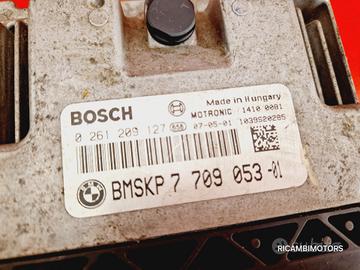 Made in Hungary
BOSCH
MOTRONIC 1410 0081
0 261 209 127 07-05-01 1039S20285
BMSKP 7 709 053 -01
RICAMBIMOTORS